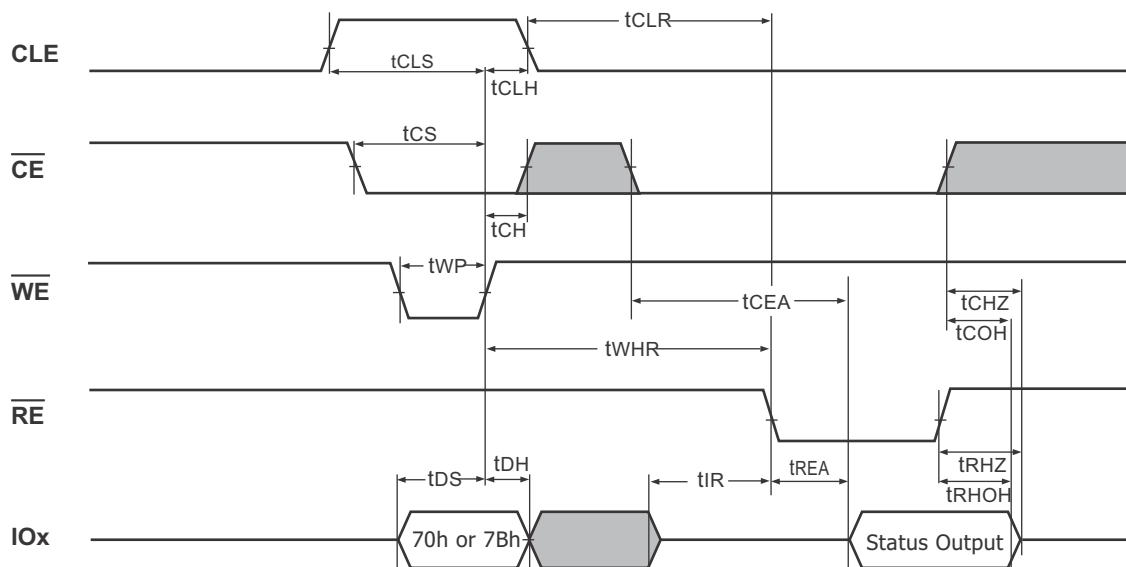 tCLR
CLE
tCLS
tCLH
tCS
CE
tCH
tWP
WE
tCEA
tCHZ
tCOH
tWHR
RE
tDH
tREA
tRHZ
tDS
tIR
tRHOH
IOx
70h or 7Bh
Status Output